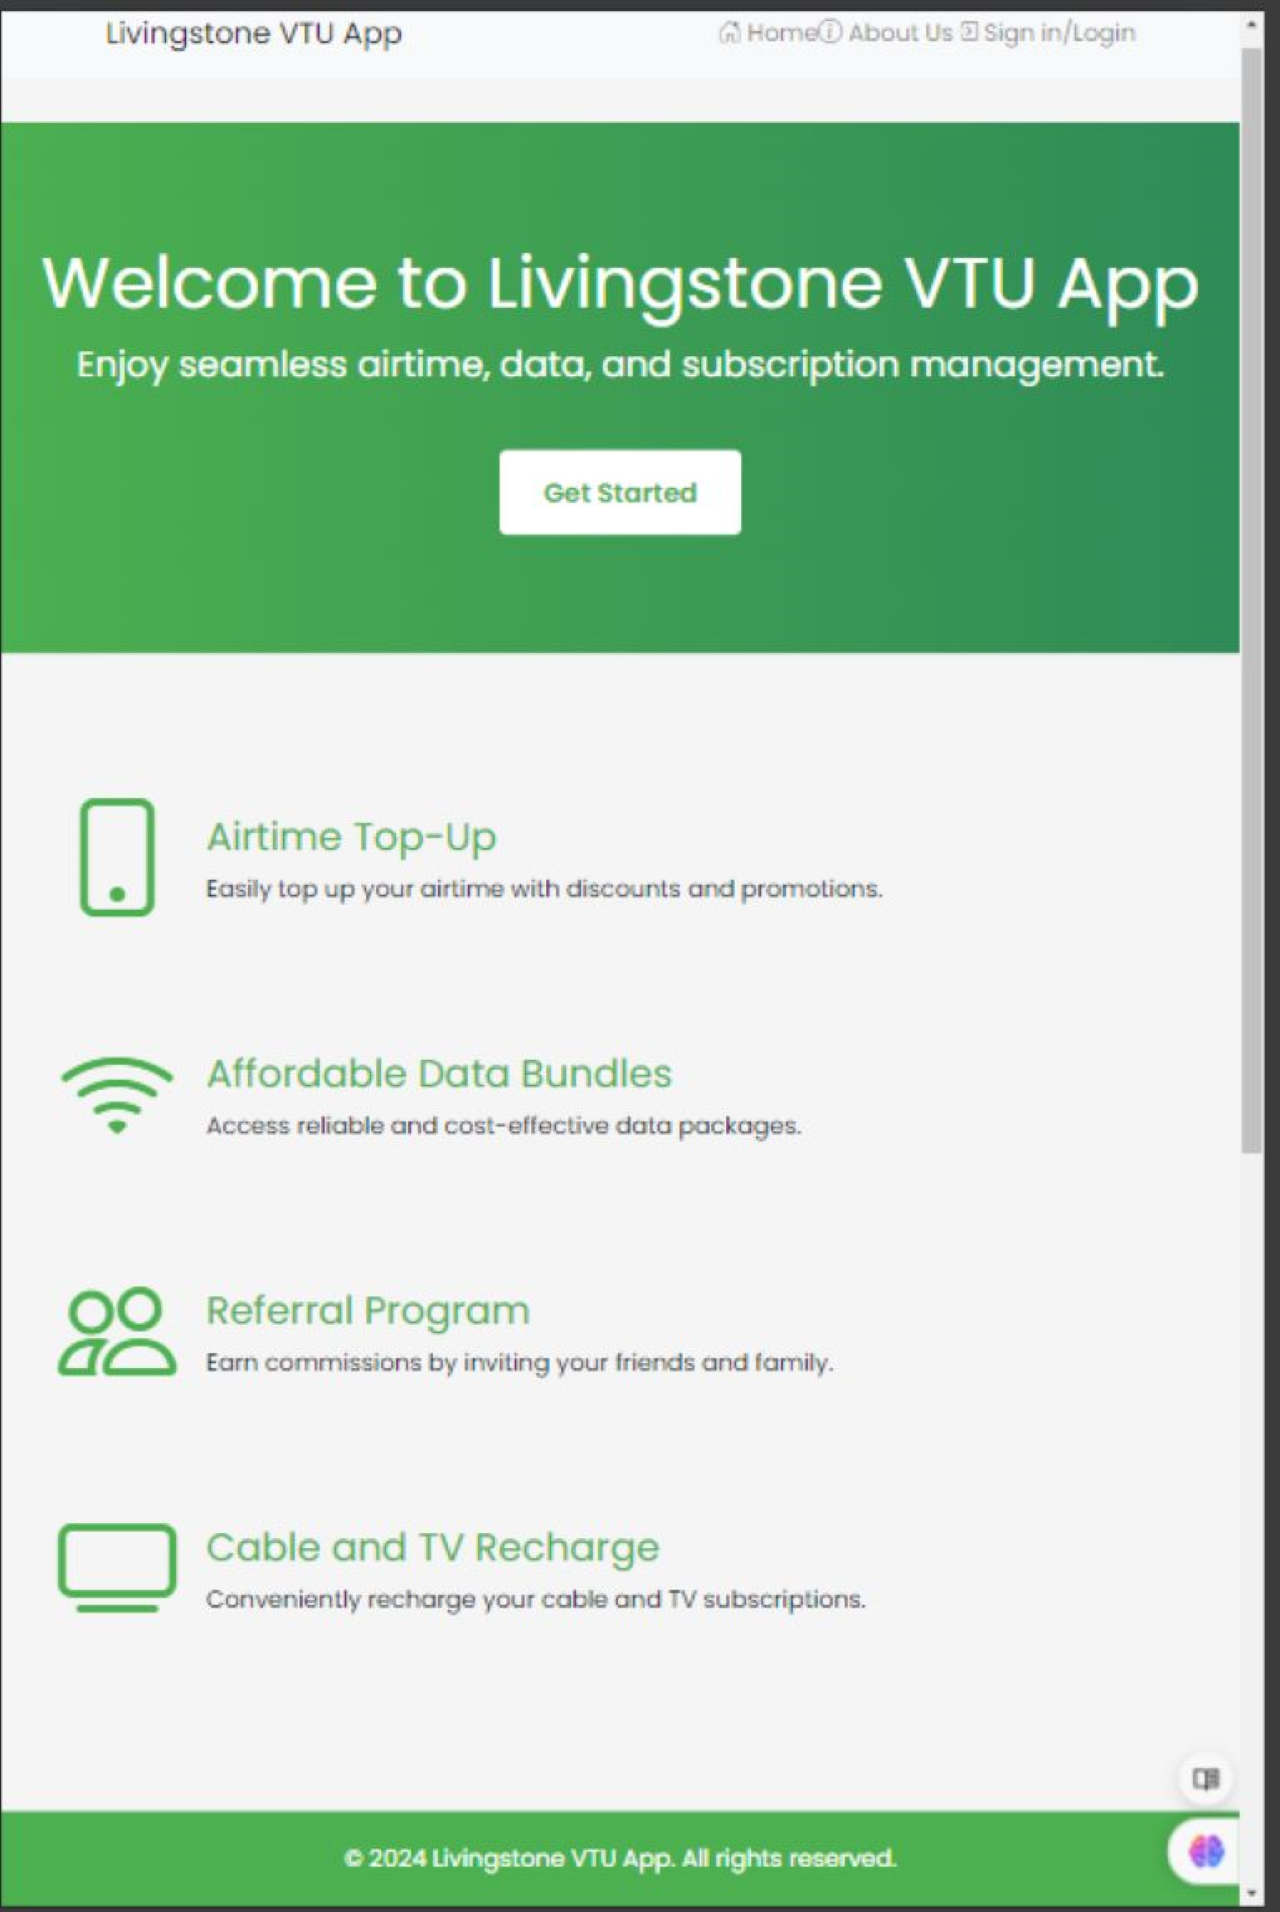 Livingstone VTU App
Home About Us Sign in/Login
Welcome to Livingstone VTU App
Enjoy seamless airtime, data, and subscription management.
Get Started
Airtime Top-Up
Easily top up your airtime with discounts and promotions.
Affordable Data Bundles
Access reliable and cost-effective data packages.
Referral Program
Earn commissions by inviting your friends and family.
Cable and TV Recharge
Conveniently recharge your cable and TV subscriptions.
© 2024 Livingstone VTU App. All rights reserved.